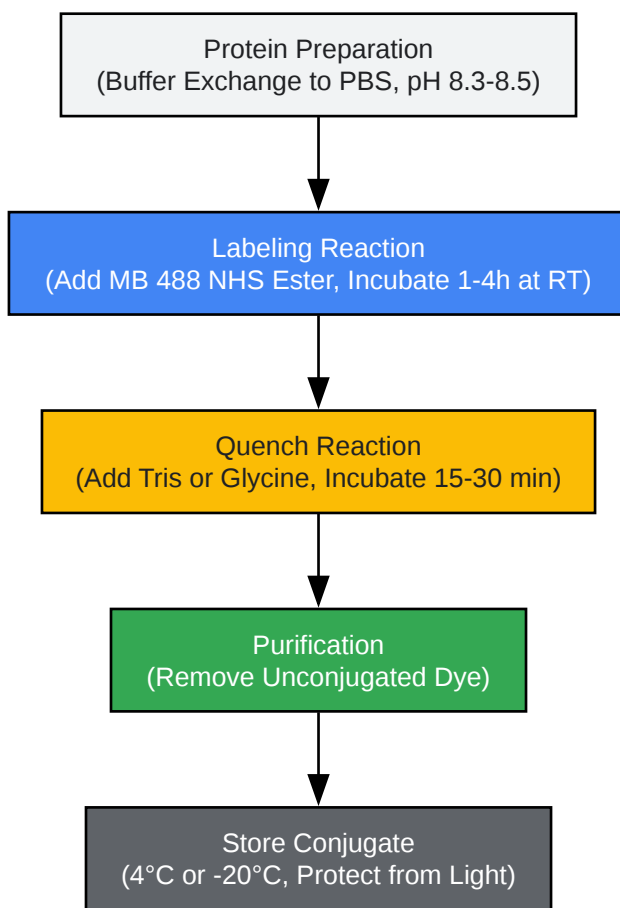 Protein Preparation
(Buffer Exchange to PBS, pH 8.3-8.5)
Labeling Reaction
(Add MB 488 NHS Ester, Incubate 1-4h at RT)
Quench Reaction
(Add Tris or Glycine, Incubate 15-30 min)
Purification
(Remove Unconjugated Dye)
Store Conjugate
(4°C or -20°C, Protect from Light)